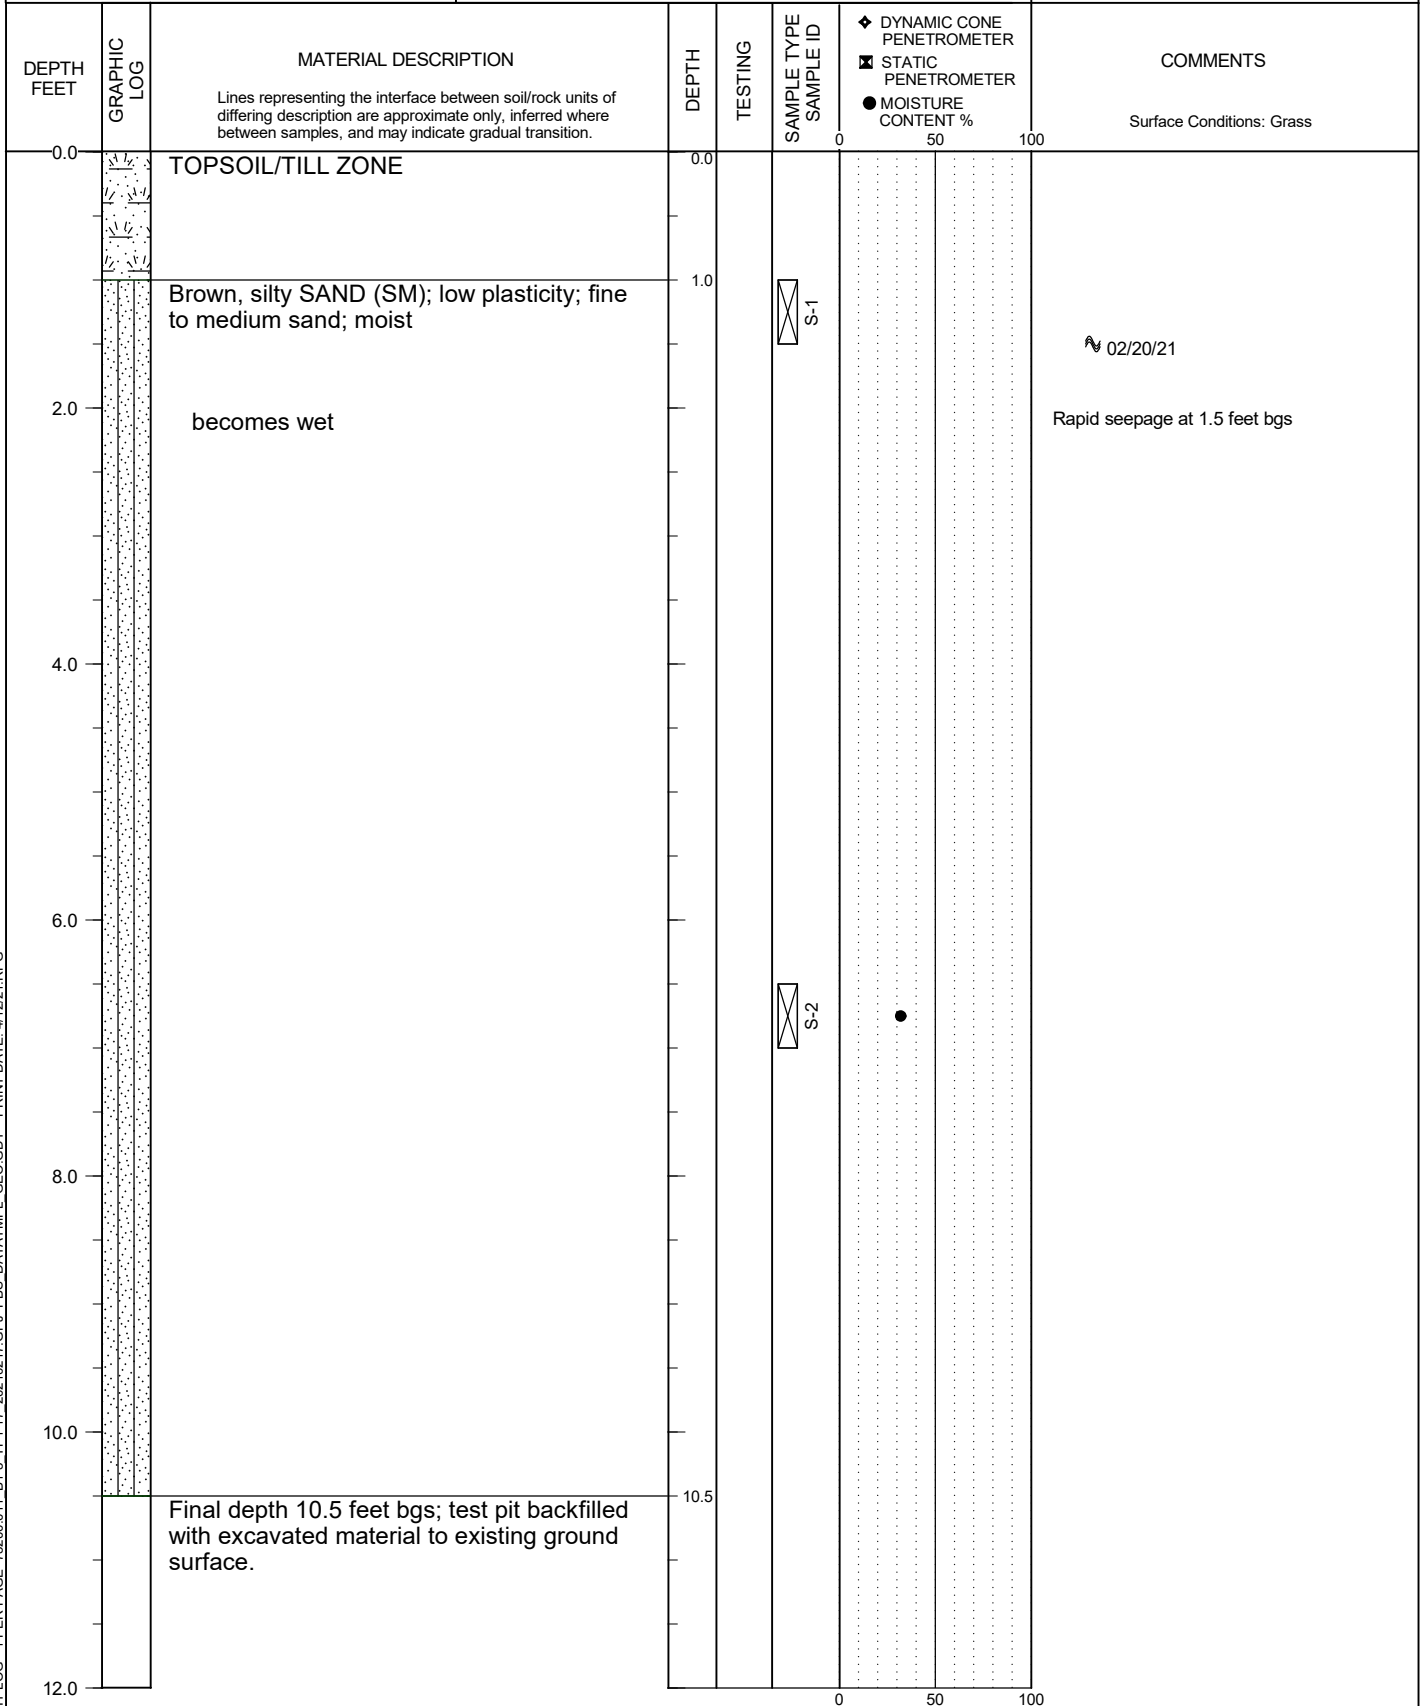 DEPTH
FEET
GRAPHIC
LOG
MATERIAL DESCRIPTION
Lines representing the interface between soil/rock units of
differing description are approximate only, inferred where
between samples, and may indicate gradual transition.
DEPTH
TESTING
SAMPLE TYPE
SAMPLE ID
DYNAMIC CONE
PENETROMETER
STATIC
PENETROMETER
MOISTURE
CONTENT %
0 50 100
COMMENTS
Surface Conditions: Grass
0.0
TOPSOIL/TILL ZONE
0.0
1.0
Brown, silty SAND (SM); low plasticity; fine
to medium sand; moist
S-1
02/20/21
2.0
becomes wet
Rapid seepage at 1.5 feet bgs
4.0
6.0
S-2
8.0
10.0
10.5
Final depth 10.5 feet bgs; test pit backfilled
with excavated material to existing ground
surface.
12.0
0 50 100